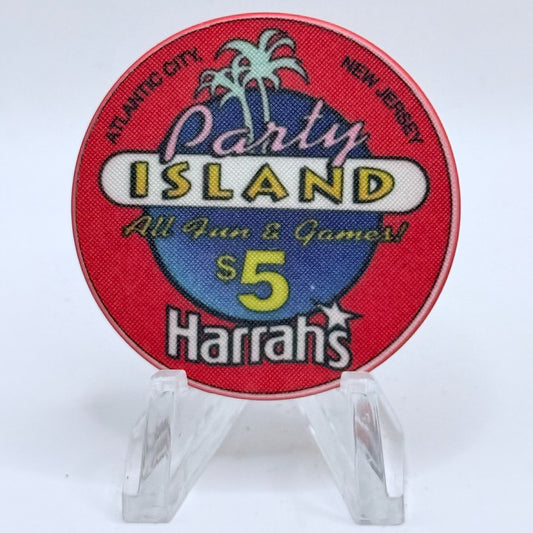 ATLANTIC CITY, NEW JERSEY
Party
ISLAND
All Fun & Games!
$5
Harrah's